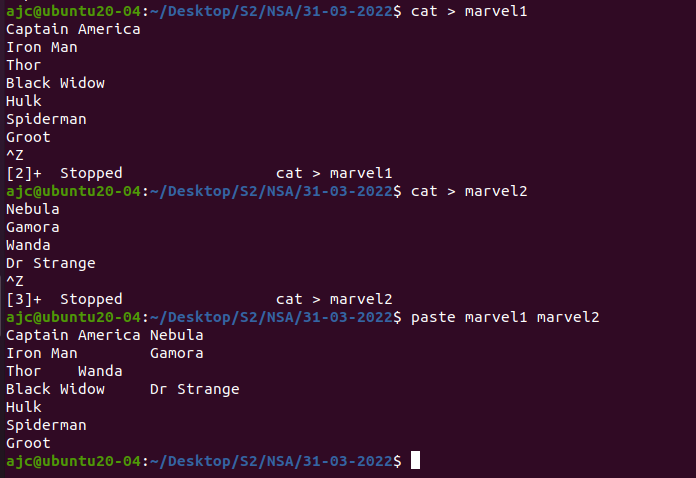 ajc@ubuntu20-04:~/Desktop/S2/NSA/31-03-2022$ cat > marvel1
Captain America
Iron Man
Thor
Black Widow
Hulk
Spiderman
Groot
^Z
[2]+  Stopped                 cat > marvel1
ajc@ubuntu20-04:~/Desktop/S2/NSA/31-03-2022$ cat > marvel2
Nebula
Gamora
Wanda
Dr Strange
^Z
[3]+  Stopped                 cat > marvel2
ajc@ubuntu20-04:~/Desktop/S2/NSA/31-03-2022$ paste marvel1 marvel2
Captain America Nebula
Iron Man        Gamora
Thor    Wanda
Black Widow     Dr Strange
Hulk
Spiderman
Groot
ajc@ubuntu20-04:~/Desktop/S2/NSA/31-03-2022$